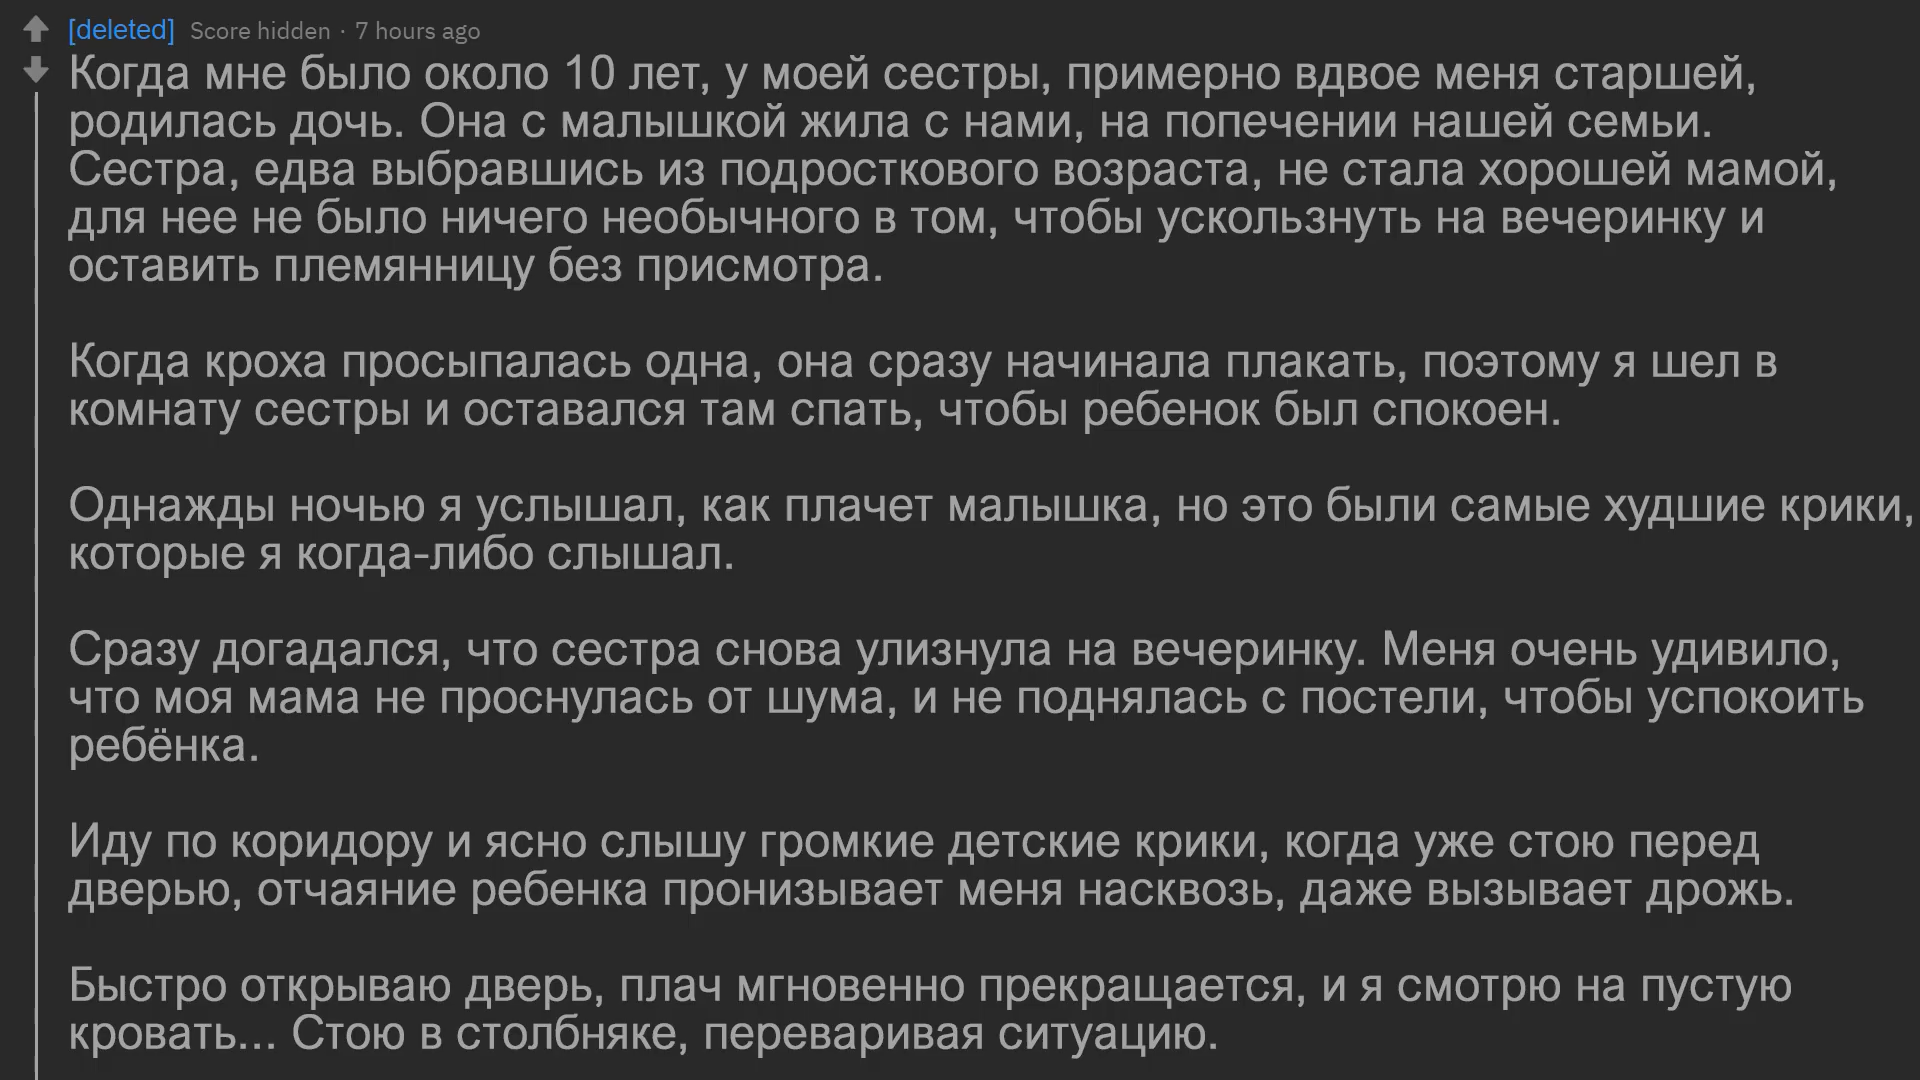 [deleted] Score hidden · 7 hours ago
Когда мне было около 10 лет, у моей сестры, примерно вдвое меня старшей,
родилась дочь. Она с малышкой жила с нами, на попечении нашей семьи.
Сестра, едва выбравшись из подросткового возраста, не стала хорошей мамой,
для нее не было ничего необычного в том, чтобы ускользнуть на вечеринку и
оставить племянницу без присмотра.
Когда кроха просыпалась одна, она сразу начинала плакать, поэтому я шел в
комнату сестры и оставался там спать, чтобы ребенок был спокоен.
Однажды ночью я услышал, как плачет малышка, но это были самые худшие крики,
которые я когда-либо слышал.
Сразу догадался, что сестра снова улизнула на вечеринку. Меня очень удивило,
что моя мама не проснулась от шума, и не поднялась с постели, чтобы успокоить
ребёнка.
Иду по коридору и ясно слышу громкие детские крики, когда уже стою перед
дверью, отчаяние ребенка пронизывает меня насквозь, даже вызывает дрожь.
Быстро открываю дверь, плач мгновенно прекращается, и я смотрю на пустую
кровать... Стою в столбняке, переваривая ситуацию.